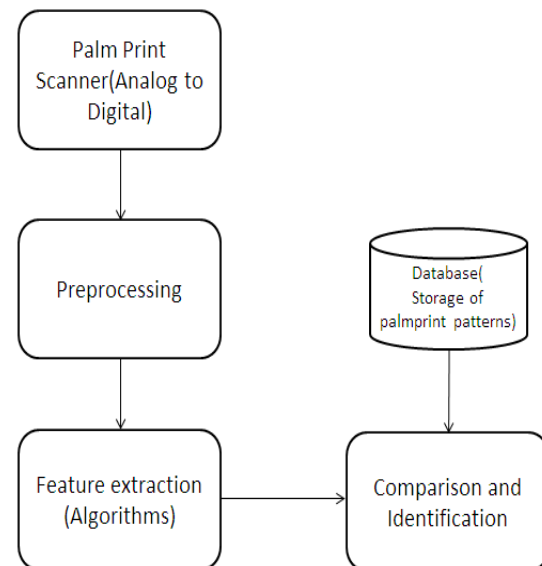 Palm Print
Scanner(Analog to
Digital)
Preprocessing
Database(
Storage of
palmprint patterns)
Feature extraction
(Algorithms)
Comparison and
Identification